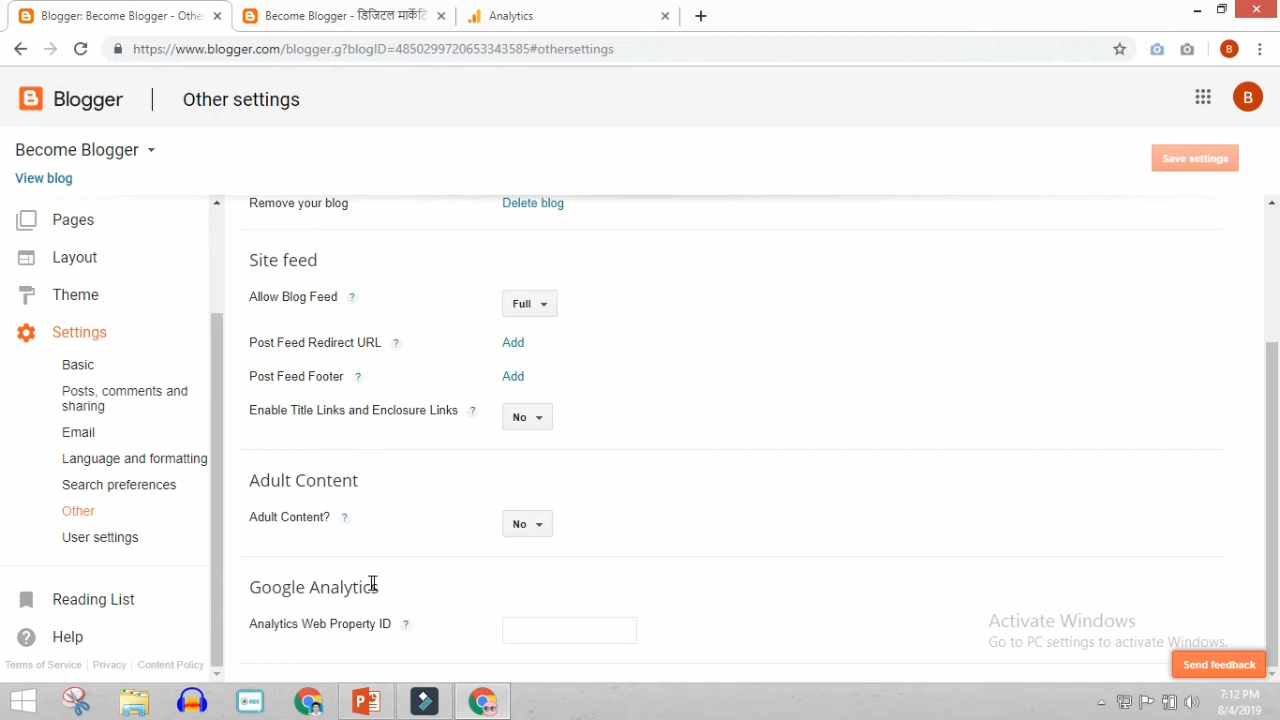 Blogger: Become Blogger - Othe
Become Blogger - डिजिटल मार्केटि
Analytics
https://www.blogger.com/blogger.g?blogID=4850299720653343585#othersettings
B
Blogger
Other settings
B
Become Blogger
Save settings
View blog
Pages
Layout
Theme
Settings
Basic
Posts, comments and
sharing
Email
Language and formatting
Search preferences
Other
User settings
Reading List
Help
Terms of Service | Privacy | Content Policy
Remove your blog
Delete blog
Site feed
Allow Blog Feed ?
Full
Post Feed Redirect URL ?
Add
Post Feed Footer ?
Add
Enable Title Links and Enclosure Links ?
No
Adult Content
Adult Content? ?
No
Google Analytics
Analytics Web Property ID ?
Activate Windows
Go to PC settings to activate Windows.
Send feedback
REC
7:12 PM
8/4/2019